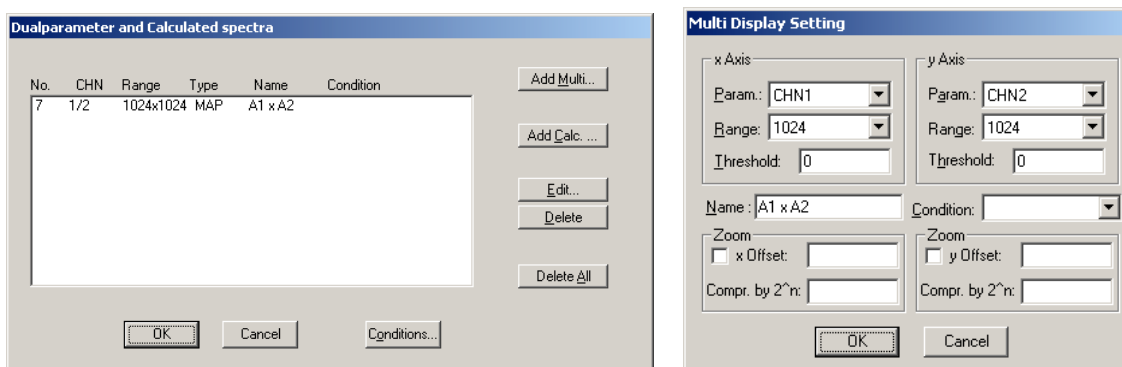 Dualparameter and Calculated spectra
No. CHN Range Type Name Condition
7 1/2 1024x1024 MAP A1 x A2
Add Multi...
Add Calc. ...
Edit...
Delete
Delete All
OK Cancel Conditions...
Multi Display Setting
x Axis
Param.: CHN1
Range: 1024
Threshold: 0
y Axis
Param.: CHN2
Range: 1024
Threshold: 0
Name : A1 x A2 Condition:
Zoom
x Offset:
Compr. by 2^n:
Zoom
y Offset:
Compr. by 2^n:
OK Cancel